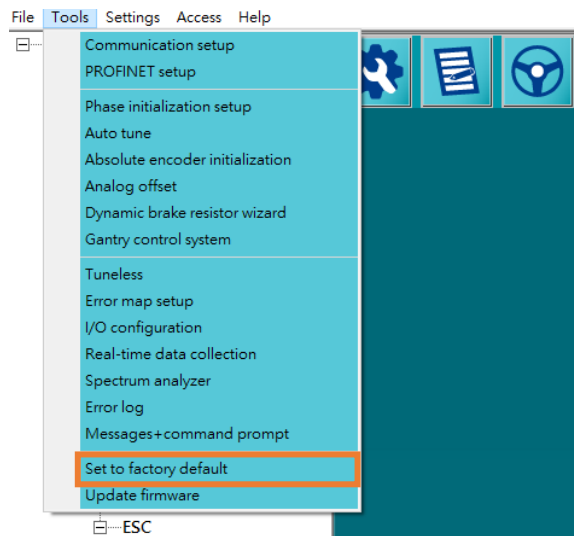 File Tools Settings Access Help
Communication setup
PROFINET setup
Phase initialization setup
Auto tune
Absolute encoder initialization
Analog offset
Dynamic brake resistor wizard
Gantry control system
Tuneless
Error map setup
I/O configuration
Real-time data collection
Spectrum analyzer
Error log
Messages+command prompt
Set to factory default
Update firmware
ESC